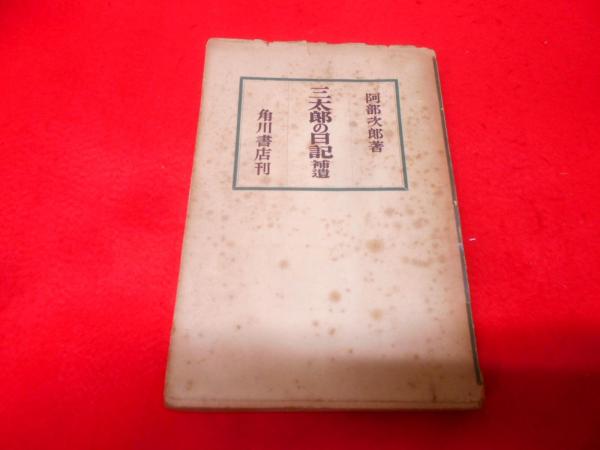 阿部次郎著
三太郎の日記補遺
角川書店刊